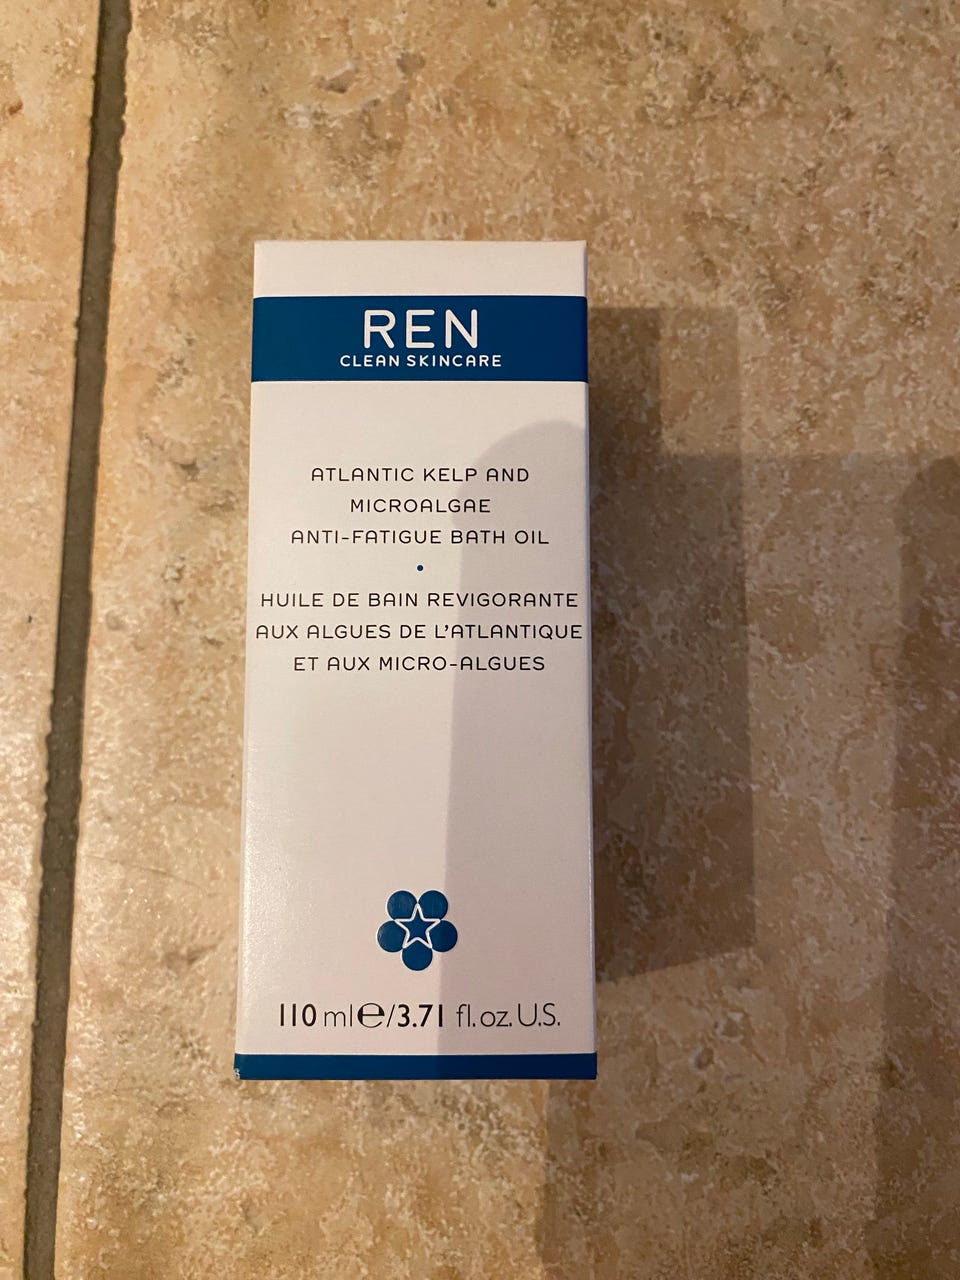 REN
CLEAN SKINCARE
ATLANTIC KELP AND
MICROALGAE
ANTI-FATIGUE BATH OIL
•
HUILE DE BAIN REVIGORANTE
AUX ALGUES DE L'ATLANTIQUE
ET AUX MICRO-ALGUES
110 ml℮/3.71 fl. oz. U.S.